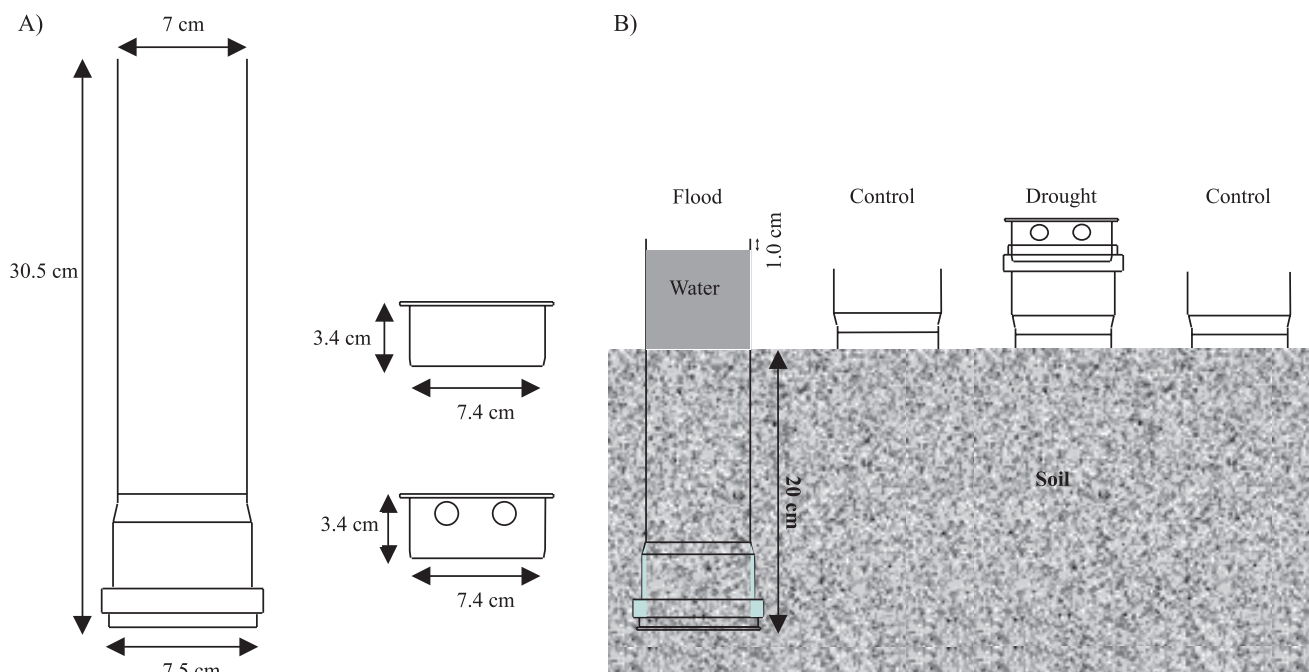 A)
7 cm
30.5 cm
3.4 cm
7.4 cm
3.4 cm
7.4 cm
7.5 cm
B)
Flood
Control
Drought
Control
1.0 cm
Water
20 cm
Soil